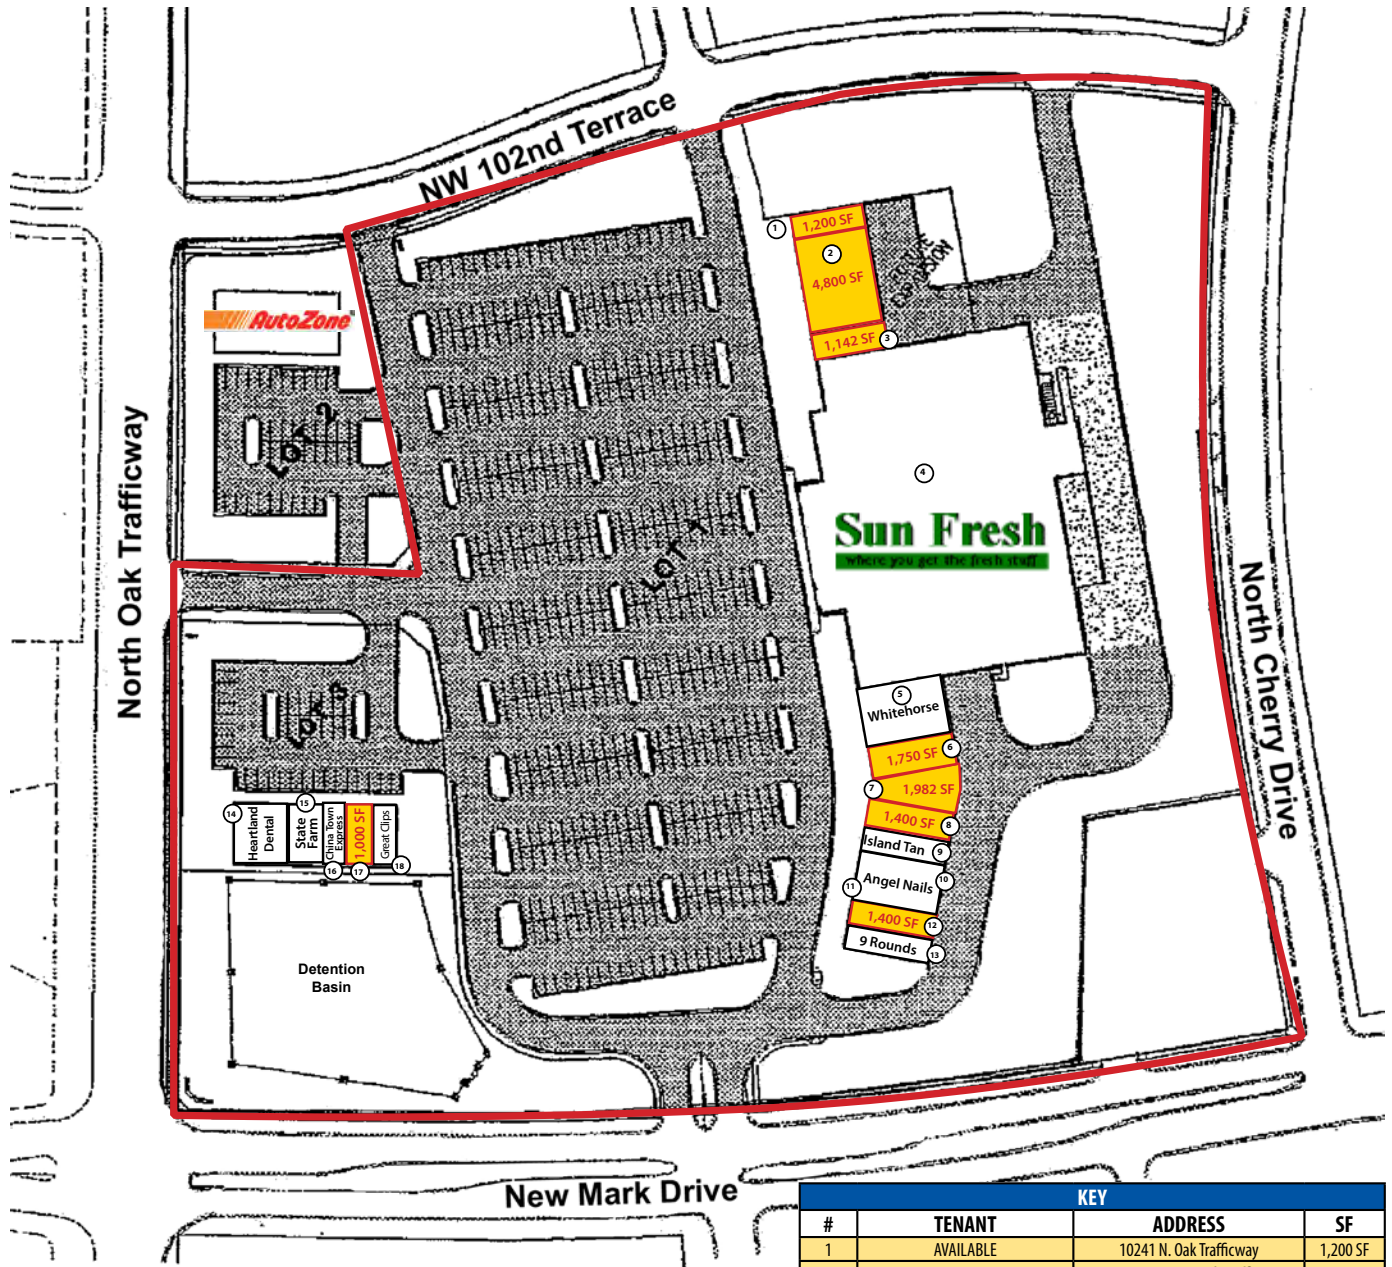 NW 102nd Terrace
1
1,200 SF
2
4,800 SF
1,142 SF
3
FUTURE
EXPANSION
AutoZone
LOT 2
North Oak Trafficway
4
Sun Fresh
where you get the fresh stuff
LOT 1
North Cherry Drive
5
Whitehorse
6
1,750 SF
7
1,982 SF
1,400 SF
8
Island Tan
9
Angel Nails
10
11
1,400 SF
12
9 Rounds
13
14
Heartland
Dental
15
State
Farm
China Town
Express
16
1,000 SF
17
Great Clips
18
Detention
Basin
New Mark Drive
KEY
# TENANT ADDRESS SF
1 AVAILABLE 10241 N. Oak Trafficway 1,200 SF